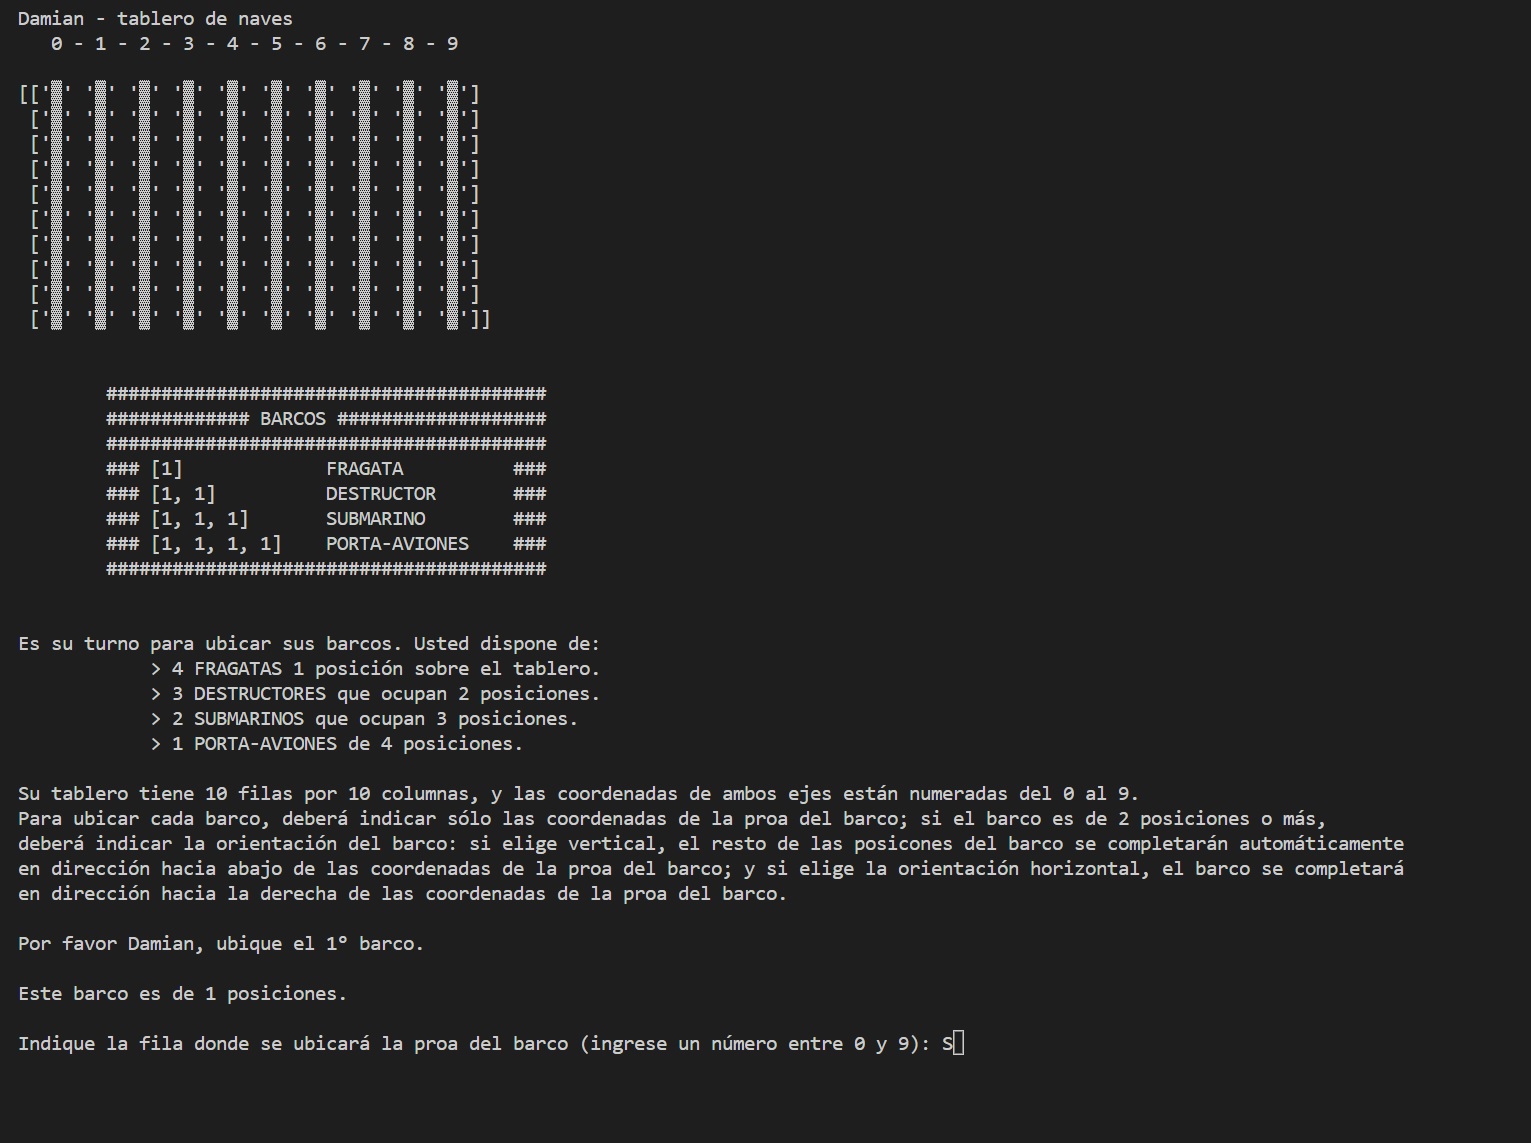 Damian - tablero de naves
0 - 1 - 2 - 3 - 4 - 5 - 6 - 7 - 8 - 9
[['▒' '▒' '▒' '▒' '▒' '▒' '▒' '▒' '▒' '▒']
['▒' '▒' '▒' '▒' '▒' '▒' '▒' '▒' '▒' '▒']
['▒' '▒' '▒' '▒' '▒' '▒' '▒' '▒' '▒' '▒']
['▒' '▒' '▒' '▒' '▒' '▒' '▒' '▒' '▒' '▒']
['▒' '▒' '▒' '▒' '▒' '▒' '▒' '▒' '▒' '▒']
['▒' '▒' '▒' '▒' '▒' '▒' '▒' '▒' '▒' '▒']
['▒' '▒' '▒' '▒' '▒' '▒' '▒' '▒' '▒' '▒']
['▒' '▒' '▒' '▒' '▒' '▒' '▒' '▒' '▒' '▒']
['▒' '▒' '▒' '▒' '▒' '▒' '▒' '▒' '▒' '▒']
['▒' '▒' '▒' '▒' '▒' '▒' '▒' '▒' '▒' '▒']]
########################################
############# BARCOS ###################
########################################
### [1]             FRAGATA          ###
### [1, 1]          DESTRUCTOR       ###
### [1, 1, 1]       SUBMARINO        ###
### [1, 1, 1, 1]    PORTA-AVIONES    ###
########################################
Es su turno para ubicar sus barcos. Usted dispone de:
> 4 FRAGATAS 1 posición sobre el tablero.
> 3 DESTRUCTORES que ocupan 2 posiciones.
> 2 SUBMARINOS que ocupan 3 posiciones.
> 1 PORTA-AVIONES de 4 posiciones.
Su tablero tiene 10 filas por 10 columnas, y las coordenadas de ambos ejes están numeradas del 0 al 9.
Para ubicar cada barco, deberá indicar sólo las coordenadas de la proa del barco; si el barco es de 2 posiciones o más,
deberá indicar la orientación del barco: si elige vertical, el resto de las posicones del barco se completarán automáticamente
en dirección hacia abajo de las coordenadas de la proa del barco; y si elige la orientación horizontal, el barco se completará
en dirección hacia la derecha de las coordenadas de la proa del barco.
Por favor Damian, ubique el 1° barco.
Este barco es de 1 posiciones.
Indique la fila donde se ubicará la proa del barco (ingrese un número entre 0 y 9): S